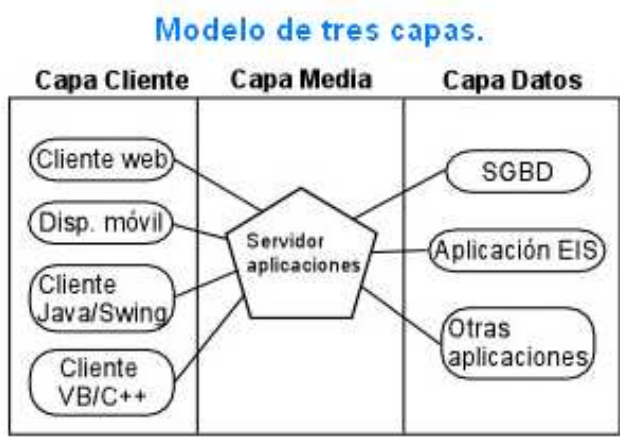 Modelo de tres capas.
Capa Cliente
Capa Media
Capa Datos
Cliente web
Disp. móvil
Cliente
Java/Swing
Cliente
VB/C++
Servidor
aplicaciones
SGBD
Aplicación EIS
Otras
aplicaciones